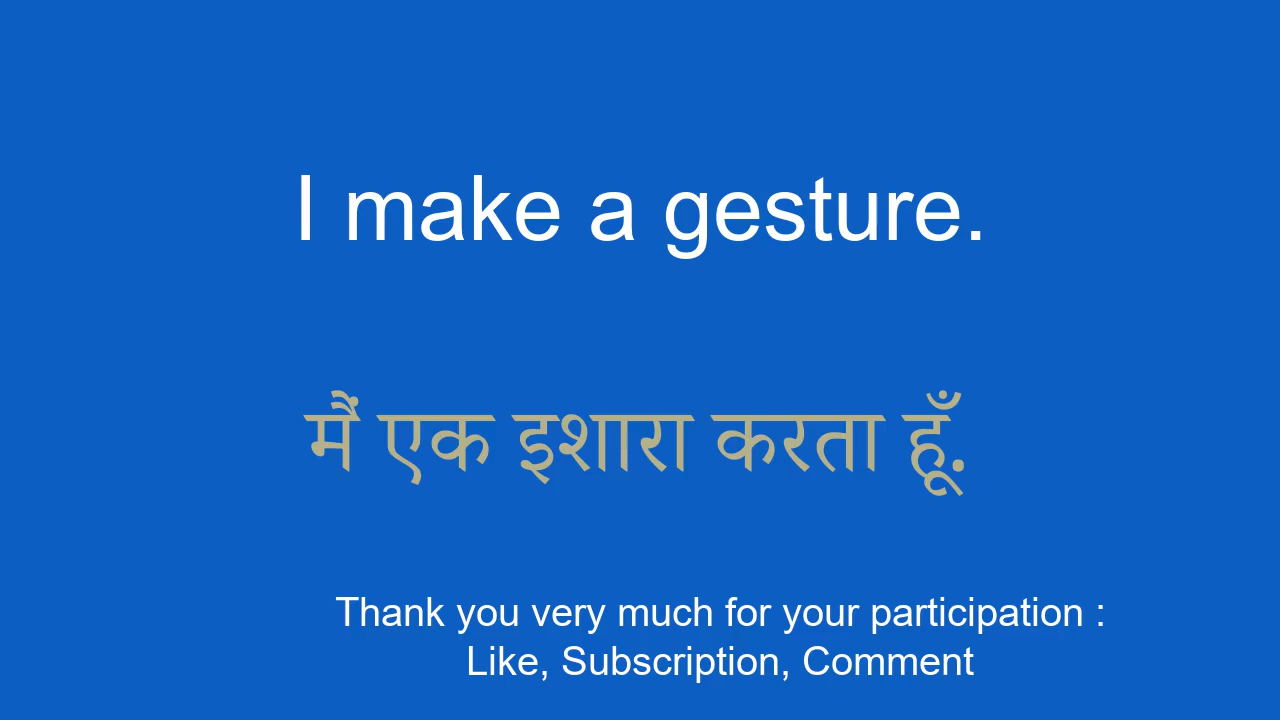 I make a gesture.
मैं एक इशारा करता हूँ.
Thank you very much for your participation :
Like, Subscription, Comment